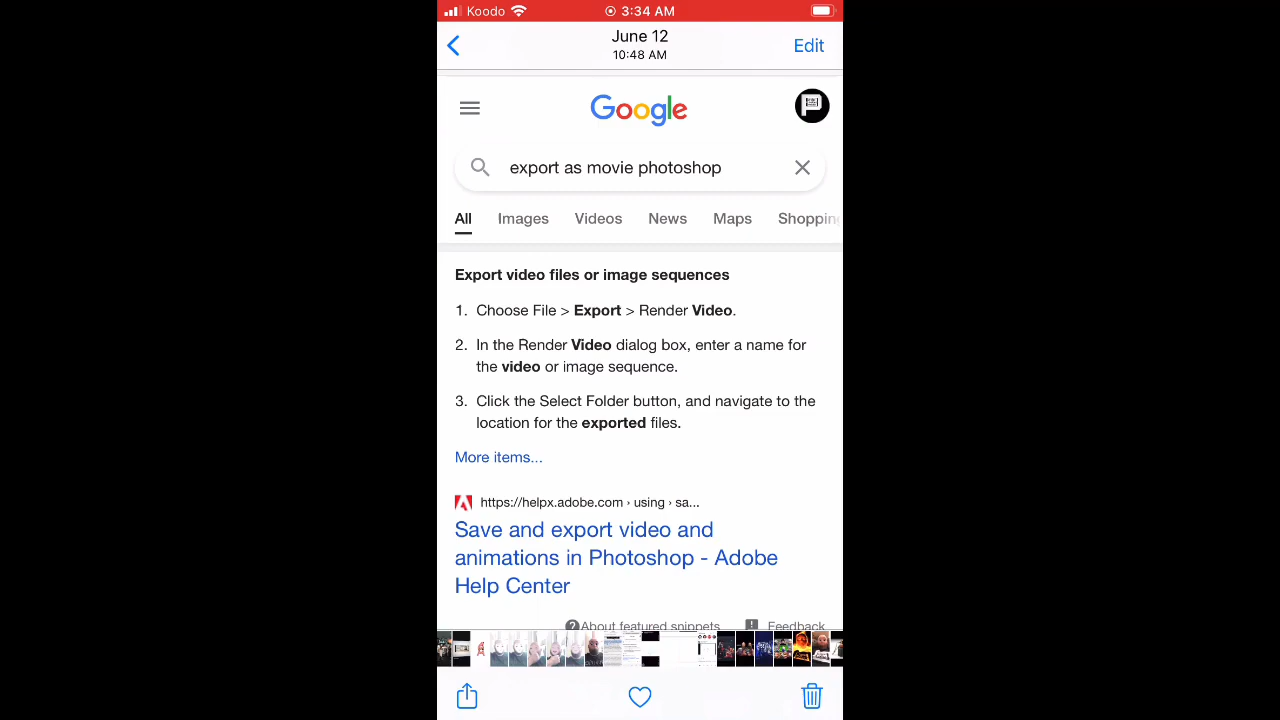 Koodo 3:34 AM
June 12
10:48 AM
Edit
Google
export as movie photoshop
All Images Videos News Maps Shopping
Export video files or image sequences
1. Choose File > Export > Render Video.
2. In the Render Video dialog box, enter a name for
the video or image sequence.
3. Click the Select Folder button, and navigate to the
location for the exported files.
More items...
https://helpx.adobe.com › using › sa...
Save and export video and
animations in Photoshop - Adobe
Help Center
About featured snippets Feedback